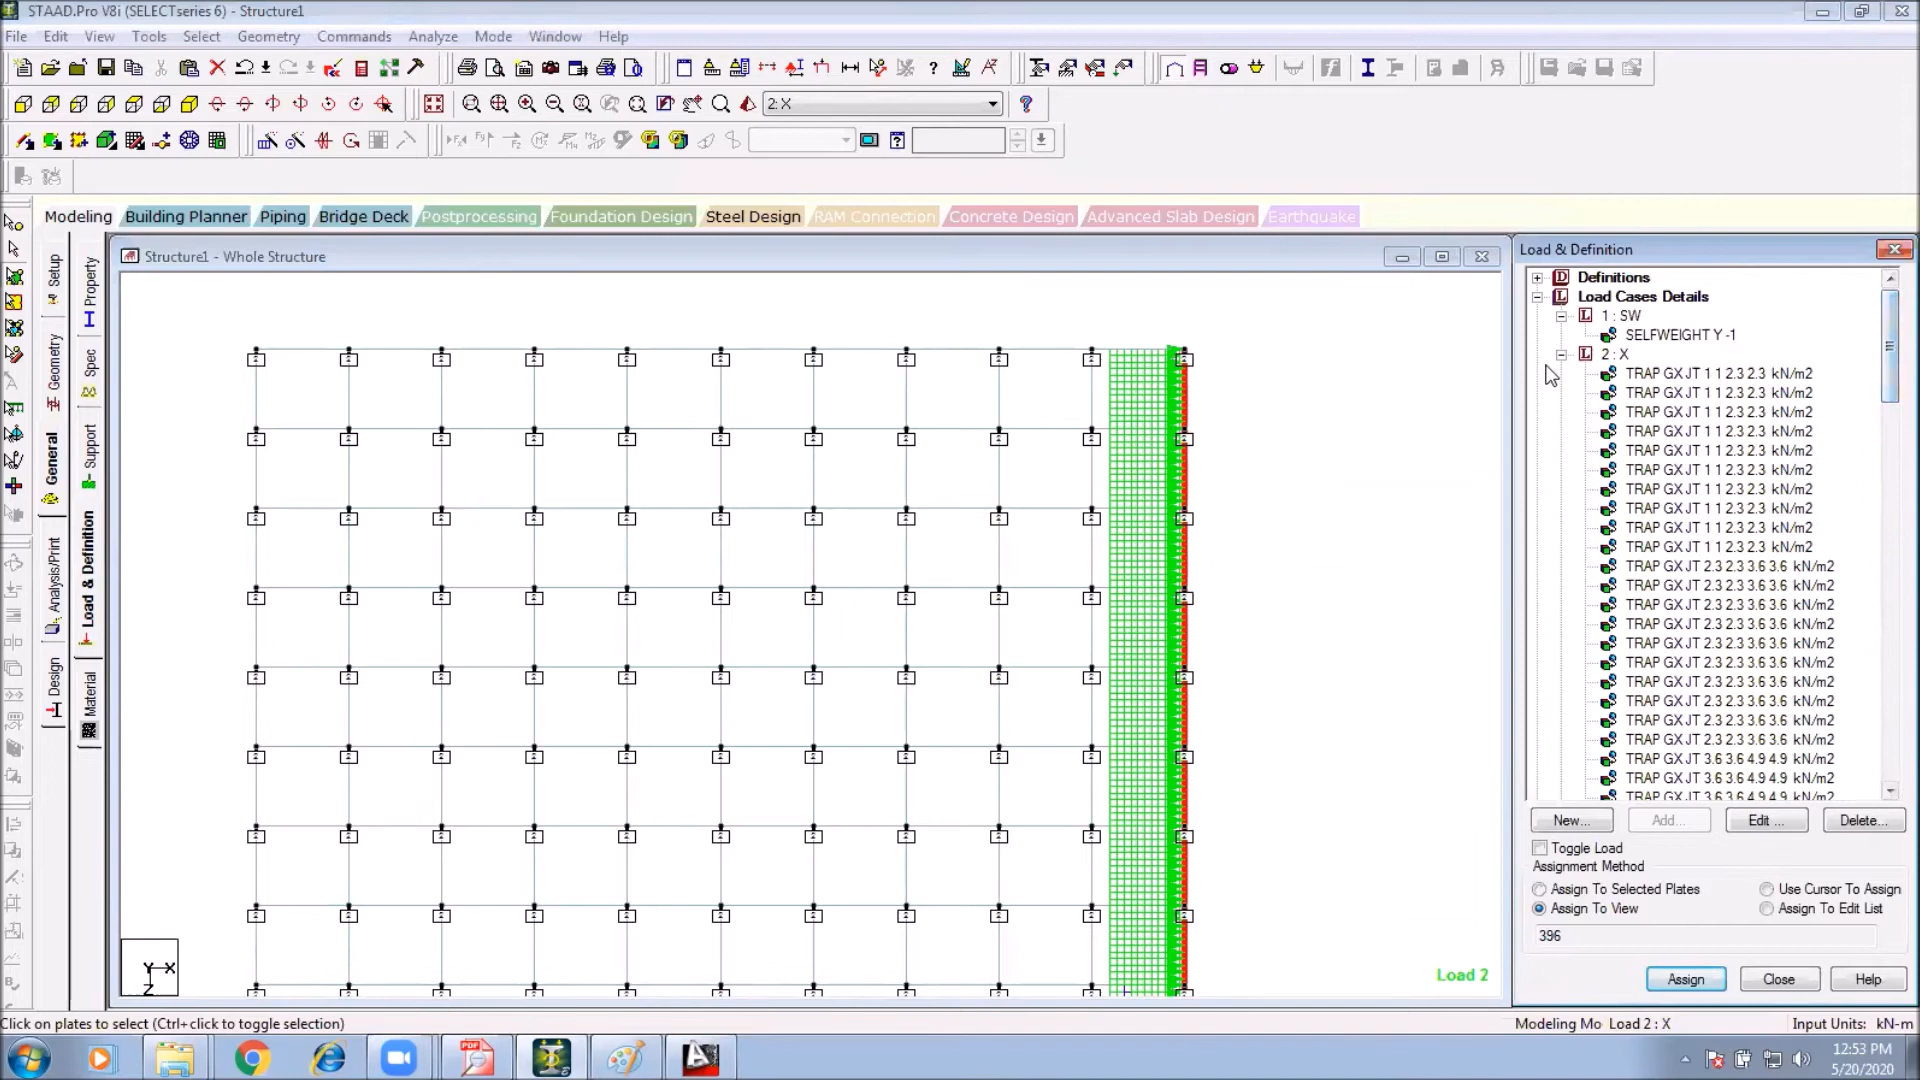 STAAD.Pro V8i (SELECTseries 6) - Structure1
File Edit View Tools Select Geometry Commands Analyze Mode Window Help
2: X
Modeling Building Planner Piping Bridge Deck Postprocessing Foundation Design Steel Design RAM Connection Concrete Design Advanced Slab Design Earthquake
Setup
Geometry
General
Analysis/Print
Design
Property
Spec
Support
Load & Definition
Material
Structure1 - Whole Structure
Y X
Z
Load 2
Load & Definition
Definitions
Load Cases Details
1 : SW
SELFWEIGHT Y -1
2 : X
TRAP GX JT 1 1 2.3 2.3 kN/m2
TRAP GX JT 1 1 2.3 2.3 kN/m2
TRAP GX JT 1 1 2.3 2.3 kN/m2
TRAP GX JT 1 1 2.3 2.3 kN/m2
TRAP GX JT 1 1 2.3 2.3 kN/m2
TRAP GX JT 1 1 2.3 2.3 kN/m2
TRAP GX JT 1 1 2.3 2.3 kN/m2
TRAP GX JT 1 1 2.3 2.3 kN/m2
TRAP GX JT 1 1 2.3 2.3 kN/m2
TRAP GX JT 1 1 2.3 2.3 kN/m2
TRAP GX JT 2.3 2.3 3.6 3.6 kN/m2
TRAP GX JT 2.3 2.3 3.6 3.6 kN/m2
TRAP GX JT 2.3 2.3 3.6 3.6 kN/m2
TRAP GX JT 2.3 2.3 3.6 3.6 kN/m2
TRAP GX JT 2.3 2.3 3.6 3.6 kN/m2
TRAP GX JT 2.3 2.3 3.6 3.6 kN/m2
TRAP GX JT 2.3 2.3 3.6 3.6 kN/m2
TRAP GX JT 2.3 2.3 3.6 3.6 kN/m2
TRAP GX JT 2.3 2.3 3.6 3.6 kN/m2
TRAP GX JT 2.3 2.3 3.6 3.6 kN/m2
TRAP GX JT 3.6 3.6 4.9 4.9 kN/m2
TRAP GX JT 3.6 3.6 4.9 4.9 kN/m2
TRAP GX JT 3.6 3.6 4.9 4.9 kN/m2
New... Add... Edit ... Delete...
Toggle Load
Assignment Method
Assign To Selected Plates Use Cursor To Assign
Assign To View Assign To Edit List
396
Assign Close Help
Click on plates to select (Ctrl+click to toggle selection) Modeling Mo Load 2 : X Input Units: kN-m
12:53 PM
5/20/2020